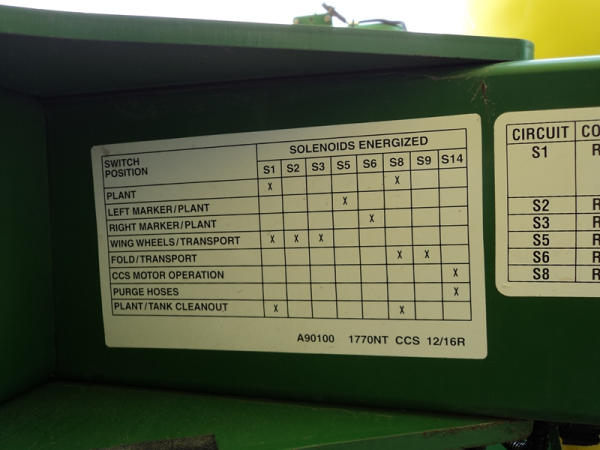 SWITCH POSITION SOLENOIDS ENERGIZED
S1 S2 S3 S5 S6 S8 S9 S14
PLANT X X
LEFT MARKER/PLANT X
RIGHT MARKER/PLANT X
WING WHEELS/TRANSPORT X X X
FOLD/TRANSPORT X X
CCS MOTOR OPERATION X
PURGE HOSES X
PLANT/TANK CLEANOUT X X
A90100 1770NT CCS 12/16R
CIRCUIT CO
S1 R
S2 R
S3 R
S5 R
S6 R
S8 R